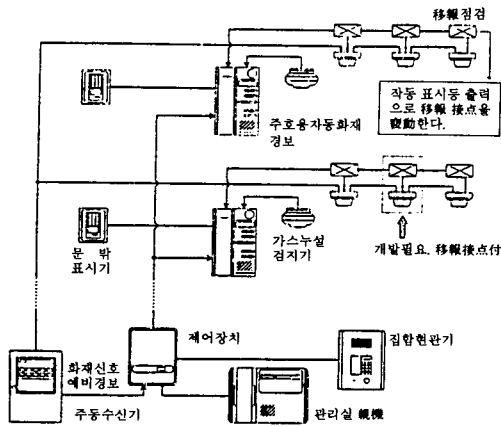 移報점검
작동 표시등 출력
으로 移報 接点을
變動한다.
주호용자동화재
경보
문 밖
표시기
가스누설
검지기
개발필요. 移報接点付
화재신호
예비경보
제어장치
집합현관기
주동수신기
관리실 親機